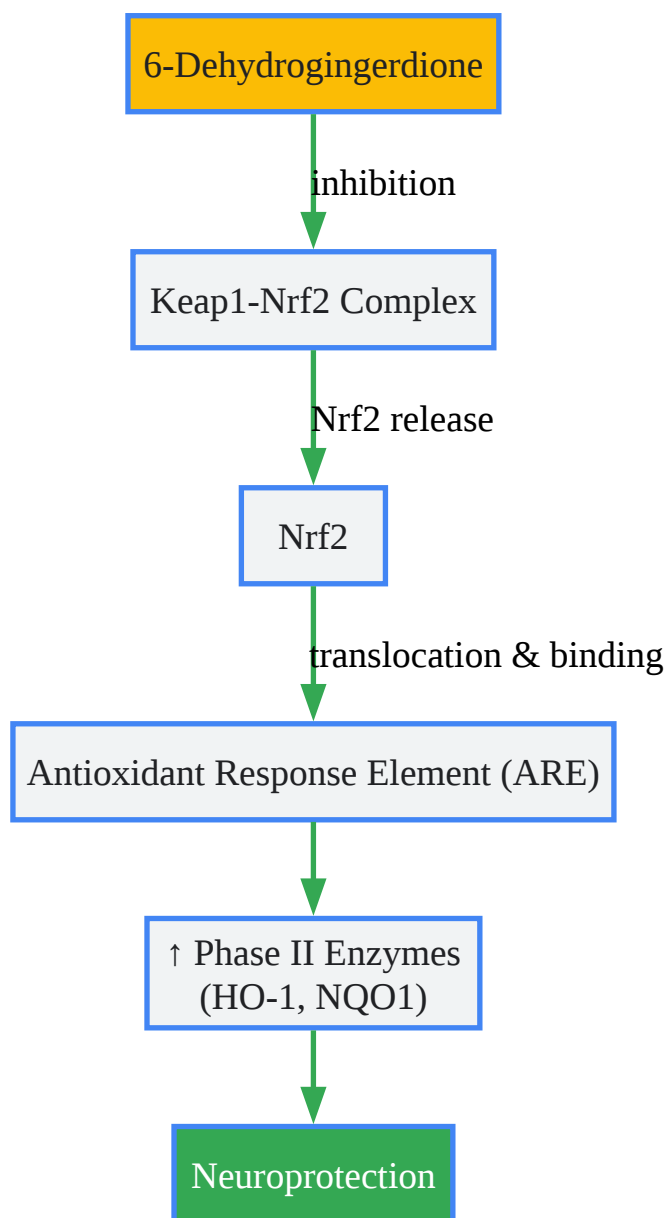 6-Dehydrogingerdione
inhibition
Keap1-Nrf2 Complex
Nrf2 release
Nrf2
translocation & binding
Antioxidant Response Element (ARE)
↑ Phase II Enzymes
(HO-1, NQO1)
Neuroprotection